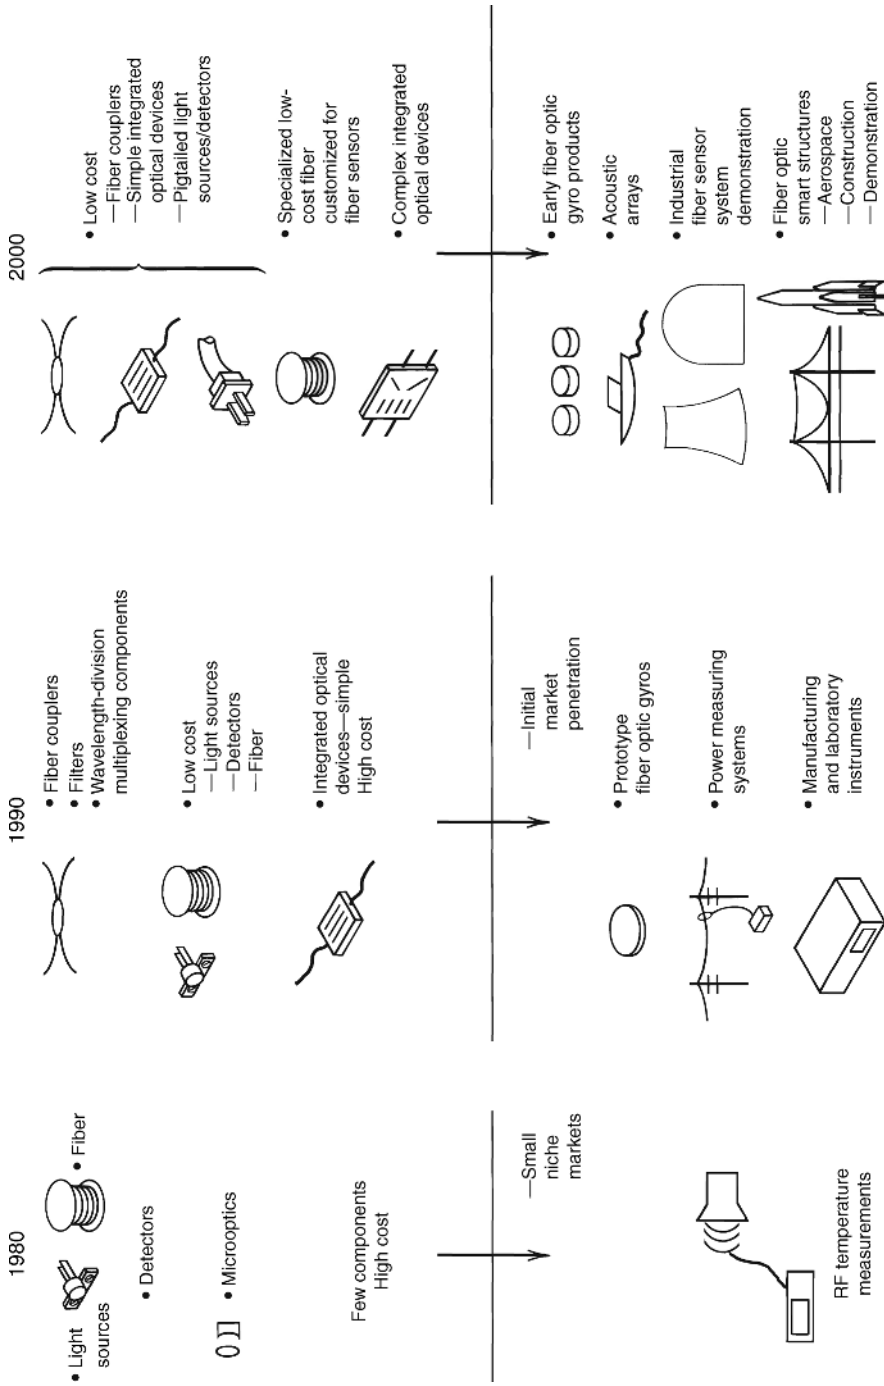 1980
• Light
sources
• Fiber
• Detectors
• Microoptics
Few components
High cost
—Small
niche
markets
RF temperature
measurements
1990
• Fiber couplers
• Filters
• Wavelength-division
multiplexing components
• Low cost
—Light sources
—Detectors
—Fiber
• Integrated optical
devices—simple
High cost
—Initial
market
penetration
• Prototype
fiber optic gyros
• Power measuring
systems
• Manufacturing
and laboratory
instruments
2000
• Low cost
—Fiber couplers
—Simple integrated
optical devices
—Pigtailed light
sources/detectors
• Specialized low-
cost fiber
customized for
fiber sensors
• Complex integrated
optical devices
• Early fiber optic
gyro products
• Acoustic
arrays
• Industrial
fiber sensor
system
demonstration
• Fiber optic
smart structures
—Aerospace
—Construction
—Demonstration